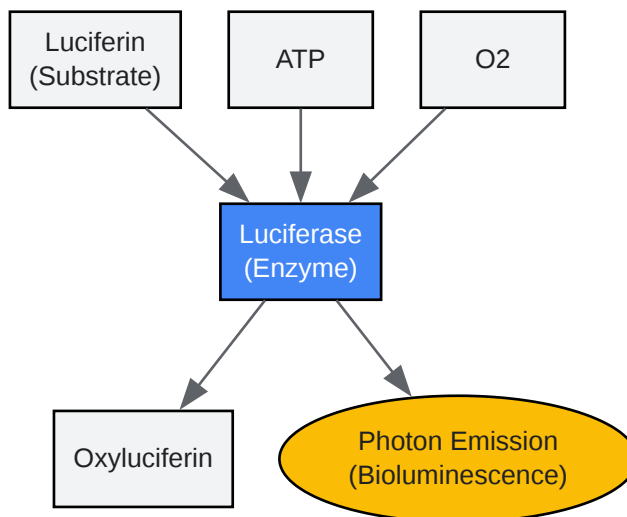 Luciferin
(Substrate)
ATP
O2
Luciferase
(Enzyme)
Oxyluciferin
Photon Emission
(Bioluminescence)